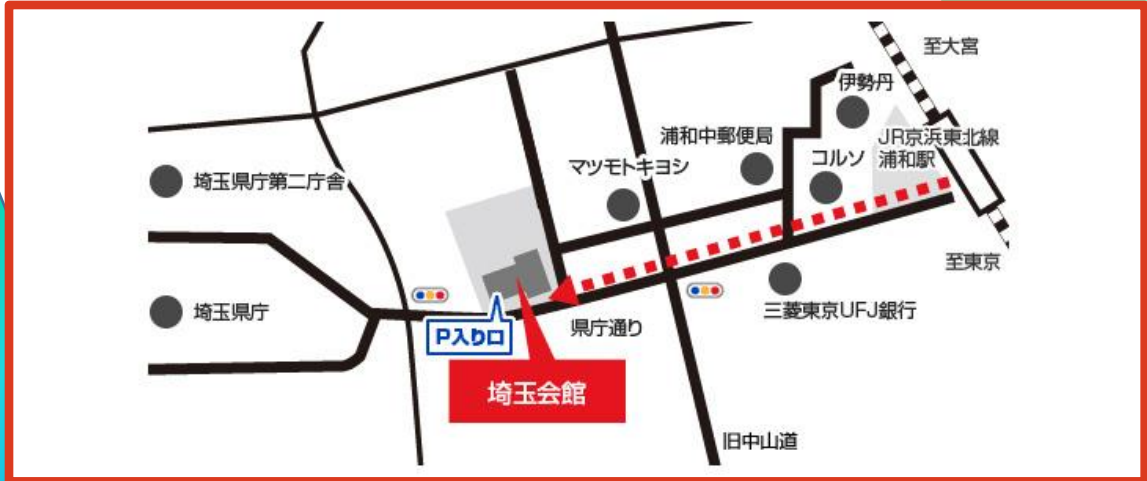 至大宮
伊勢丹
浦和中郵便局
JR京浜東北線
浦和駅
コルソ
マツモトキヨシ
埼玉県庁第二庁舎
至東京
埼玉県庁
三菱東京UFJ銀行
県庁通り
P入り口
埼玉会館
旧中山道